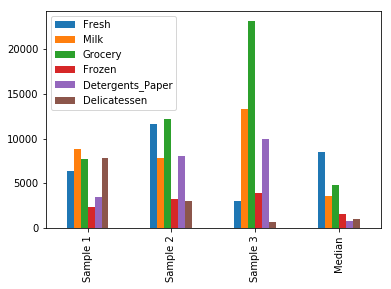 Fresh
Milk
Grocery
Frozen
Detergents_Paper
Delicatessen
20000
15000
10000
5000
0
Sample 1
Sample 2
Sample 3
Median